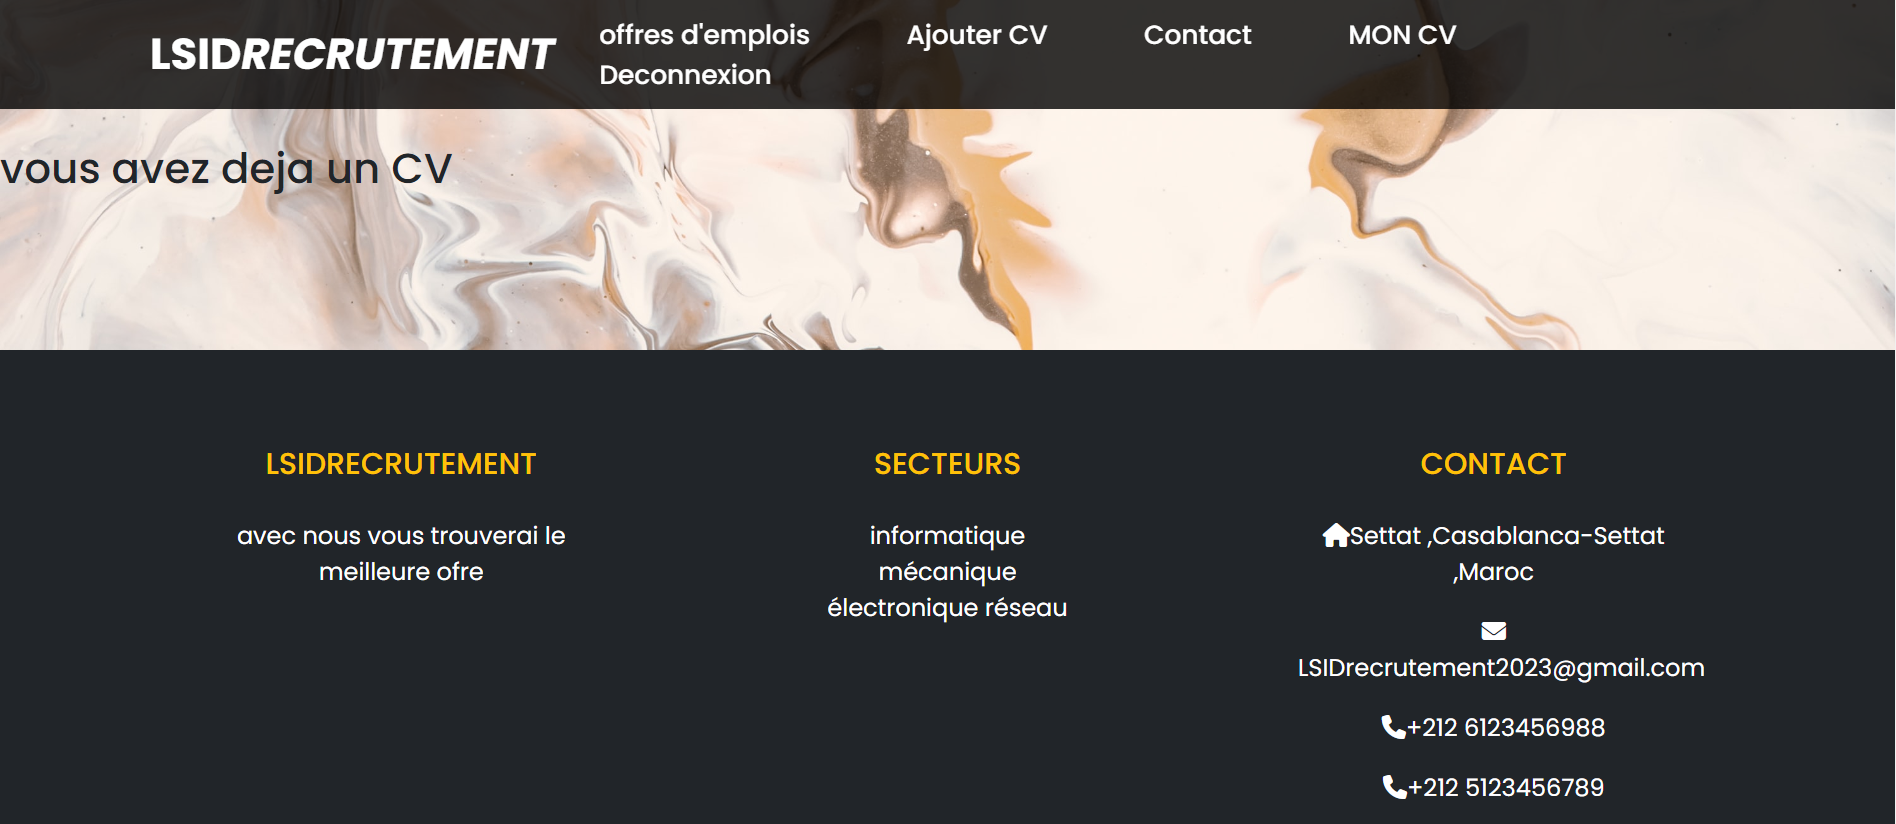 LSIDRECRUTEMENT
offres d'emplois Ajouter CV Contact MON CV
Deconnexion
vous avez deja un CV
LSIDRECRUTEMENT
avec nous vous trouverai le
meilleure ofre
SECTEURS
informatique
mécanique
électronique réseau
CONTACT
Settat ,Casablanca-Settat
,Maroc
LSIDrecrutement2023@gmail.com
+212 6123456988
+212 5123456789